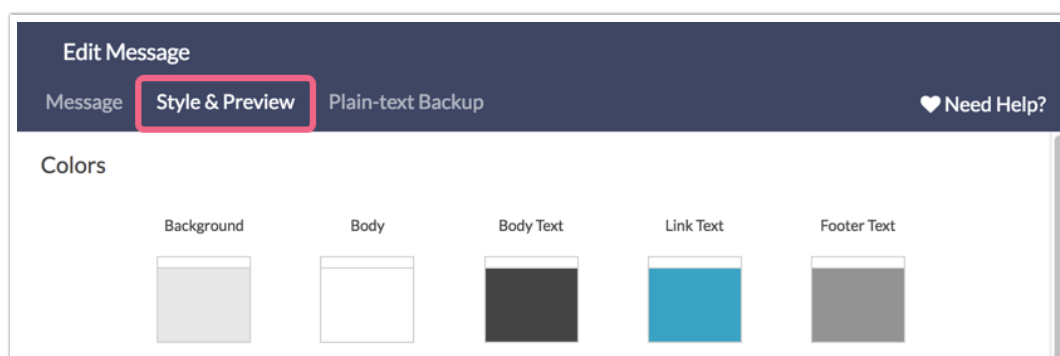 Edit Message
Message Style & Preview Plain-text Backup Need Help?
Colors
Background Body Body Text Link Text Footer Text